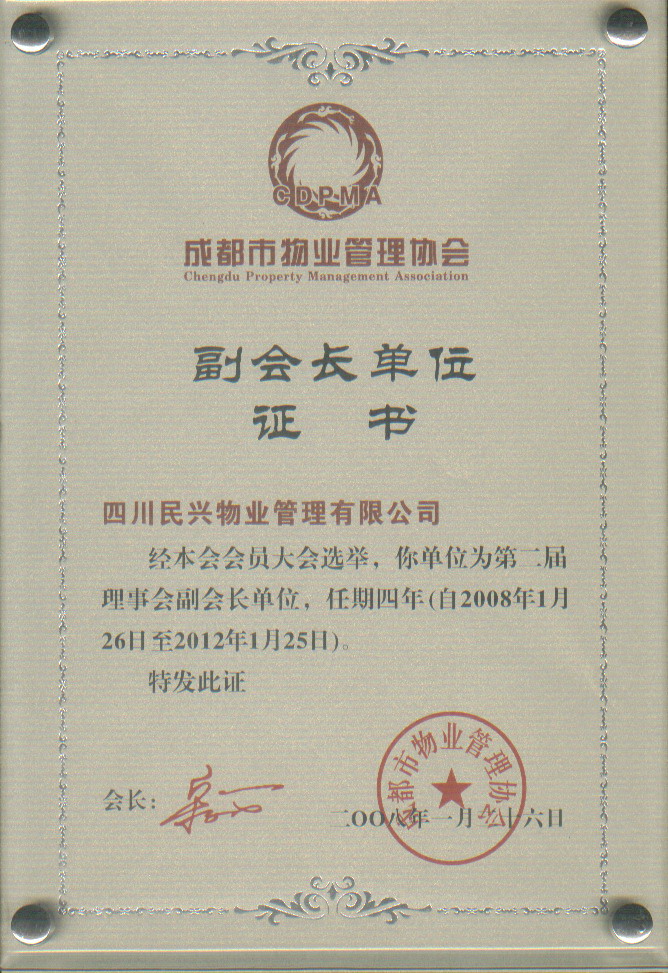 CDPMA
成都市物业管理协会
Chengdu Property Management Association
副会长单位
证 书
四川民兴物业管理有限公司
经本会会员大会选举，你单位为第二届
理事会副会长单位，任期四年(自2008年1月
26日至2012年1月25日)。
特发此证
会长：
成都市物业管理协会
二〇〇八年一月二十六日